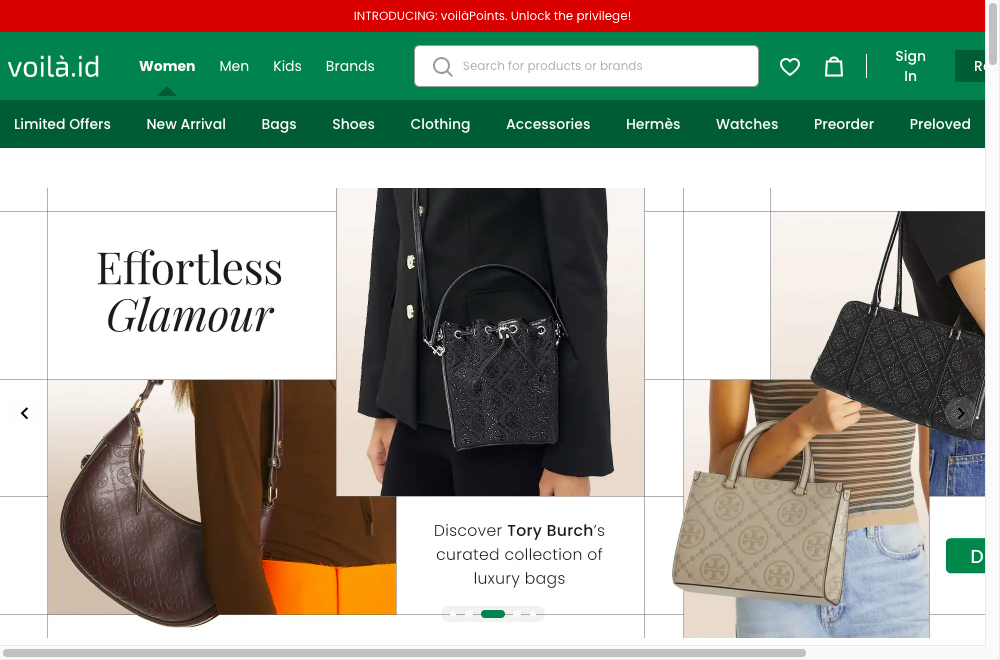 INTRODUCING: voilàPoints. Unlock the privilege!
voilà.id
Women Men Kids Brands
Search for products or brands
Sign In
Limited Offers New Arrival Bags Shoes Clothing Accessories Hermès Watches Preorder Preloved
Effortless
Glamour
Discover Tory Burch's
curated collection of
luxury bags